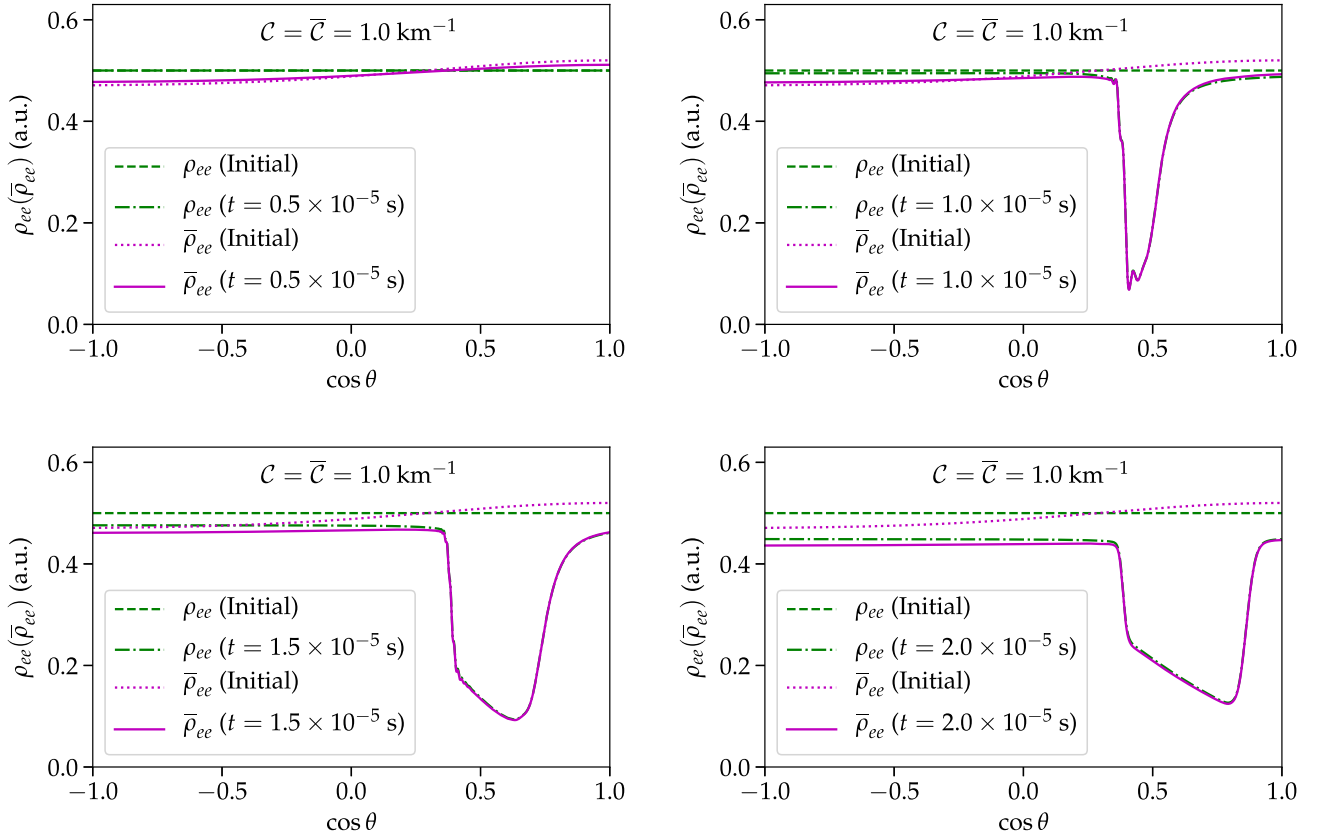 𝒞 = 𝒞̅ = 1.0 km⁻¹
0.6
0.4
0.2
0.0
ρₑₑ(ρ̅ₑₑ) (a.u.)
ρₑₑ (Initial)
ρₑₑ (t = 0.5 × 10⁻⁵ s)
ρ̅ₑₑ (Initial)
ρ̅ₑₑ (t = 0.5 × 10⁻⁵ s)
−1.0 −0.5 0.0 0.5 1.0
cos θ
𝒞 = 𝒞̅ = 1.0 km⁻¹
0.6
0.4
0.2
0.0
ρₑₑ(ρ̅ₑₑ) (a.u.)
ρₑₑ (Initial)
ρₑₑ (t = 1.0 × 10⁻⁵ s)
ρ̅ₑₑ (Initial)
ρ̅ₑₑ (t = 1.0 × 10⁻⁵ s)
−1.0 −0.5 0.0 0.5 1.0
cos θ
𝒞 = 𝒞̅ = 1.0 km⁻¹
0.6
0.4
0.2
0.0
ρₑₑ(ρ̅ₑₑ) (a.u.)
ρₑₑ (Initial)
ρₑₑ (t = 1.5 × 10⁻⁵ s)
ρ̅ₑₑ (Initial)
ρ̅ₑₑ (t = 1.5 × 10⁻⁵ s)
−1.0 −0.5 0.0 0.5 1.0
cos θ
𝒞 = 𝒞̅ = 1.0 km⁻¹
0.6
0.4
0.2
0.0
ρₑₑ(ρ̅ₑₑ) (a.u.)
ρₑₑ (Initial)
ρₑₑ (t = 2.0 × 10⁻⁵ s)
ρ̅ₑₑ (Initial)
ρ̅ₑₑ (t = 2.0 × 10⁻⁵ s)
−1.0 −0.5 0.0 0.5 1.0
cos θ